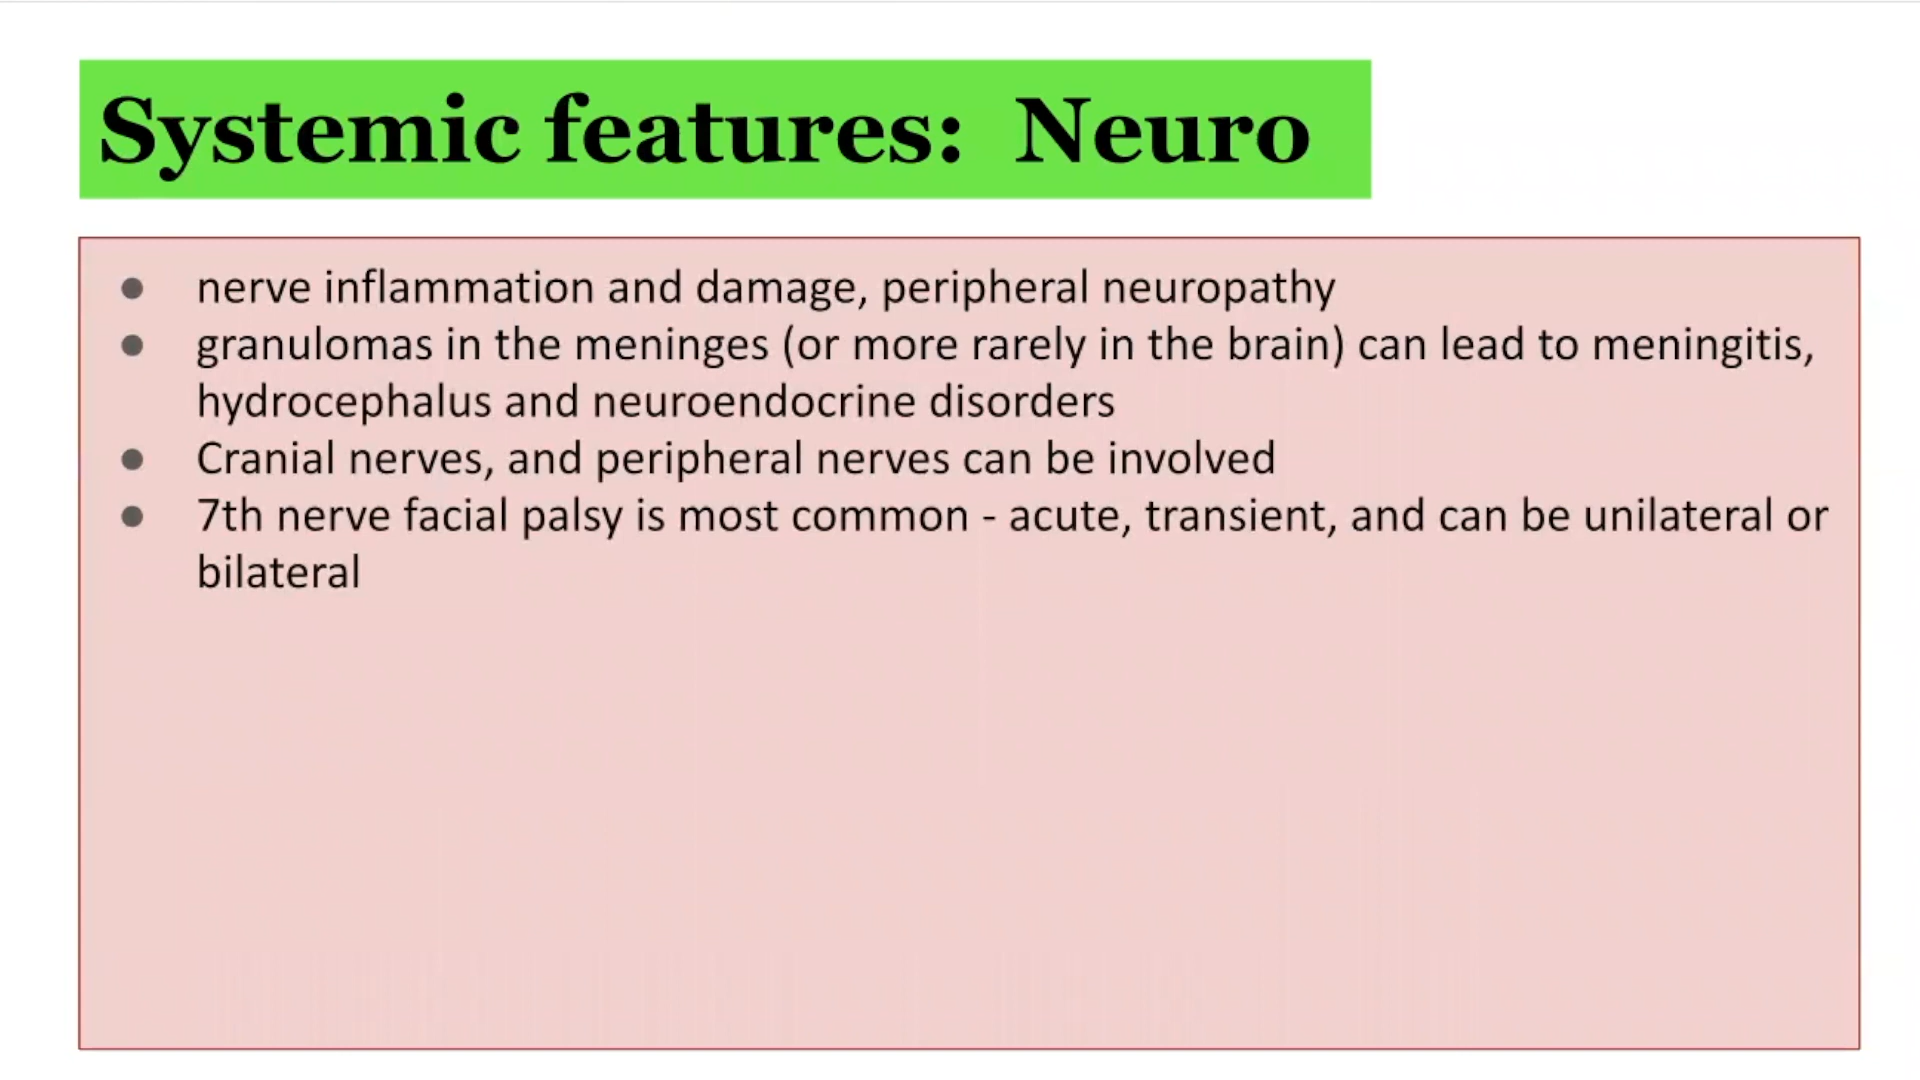 Systemic features:  Neuro
● nerve inflammation and damage, peripheral neuropathy
● granulomas in the meninges (or more rarely in the brain) can lead to meningitis,
hydrocephalus and neuroendocrine disorders
● Cranial nerves, and peripheral nerves can be involved
● 7th nerve facial palsy is most common - acute, transient, and can be unilateral or
bilateral